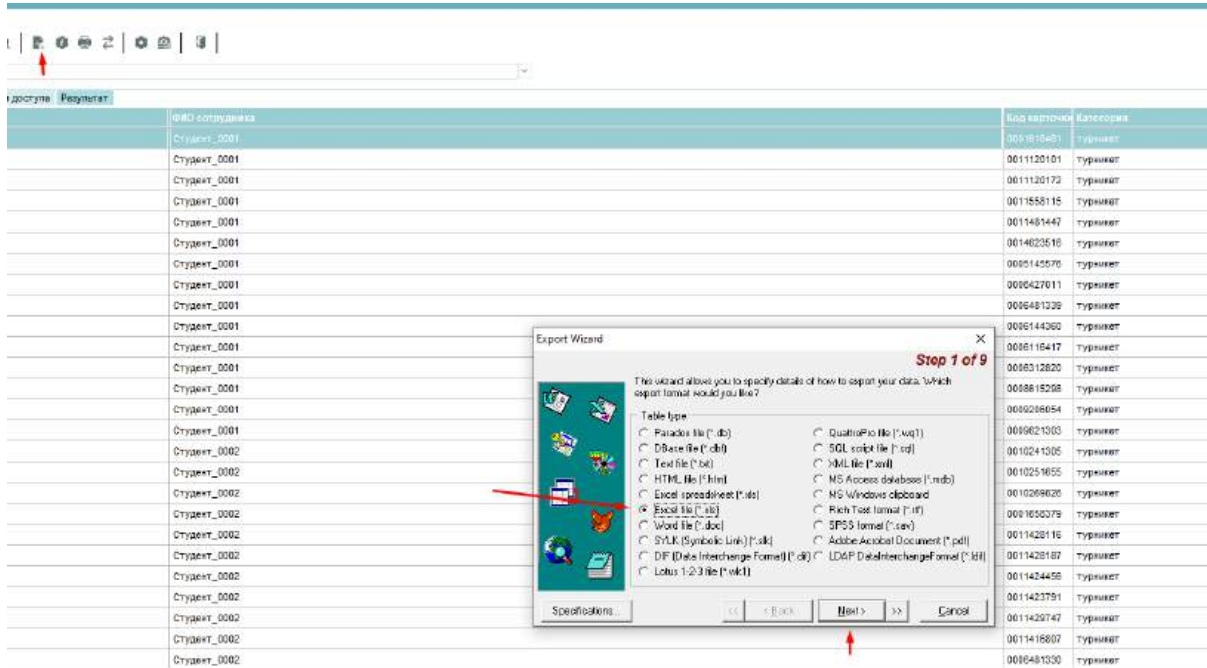 доступа Результат
ФИО сотрудника Код карточки Категория
Студент_0001 турникет
Студент_0001 0011120101 турникет
Студент_0001 0011120172 турникет
Студент_0001 0011558115 турникет
Студент_0001 0011481447 турникет
Студент_0001 0014623516 турникет
Студент_0001 0005145576 турникет
Студент_0001 0006427011 турникет
Студент_0001 0006481339 турникет
Студент_0001 0006144360 турникет
Студент_0001 0006116417 турникет
Студент_0001 0006312820 турникет
Студент_0001 0008615298 турникет
Студент_0001 0009206054 турникет
Студент_0001 0009821303 турникет
Студент_0002 0010241305 турникет
Студент_0002 0010251655 турникет
Студент_0002 0010269626 турникет
Студент_0002 0001655379 турникет
Студент_0002 0011428116 турникет
Студент_0002 0011428187 турникет
Студент_0002 0011424456 турникет
Студент_0002 0011423791 турникет
Студент_0002 0011429747 турникет
Студент_0002 0011416807 турникет
Студент_0002 0006481330 турникет
Export Wizard
Step 1 of 9
This wizard allows you to specify details of how to export your data. Which
export format would you like?
Table type
Paradox file (*.db)
DBase file (*.dbf)
Text file (*.txt)
HTML file (*.htm)
Excel spreadsheet (*.xls)
Excel file (*.xls)
Word file (*.doc)
SYLK (Symbolic Link) (*.slk)
DIF (Data Interchange Format) (*.dif)
Lotus 1-2-3 file (*.wk1)
QuattroPro file (*.wq1)
SQL script file (*.sql)
XML file (*.xml)
MS Access database (*.mdb)
MS Windows clipboard
Rich Text format (*.rtf)
SPSS format (*.sav)
Adobe Acrobat Document (*.pdf)
LDAP DataInterchangeFormat (*.ldif)
Specifications... << < Back Next > >> Cancel